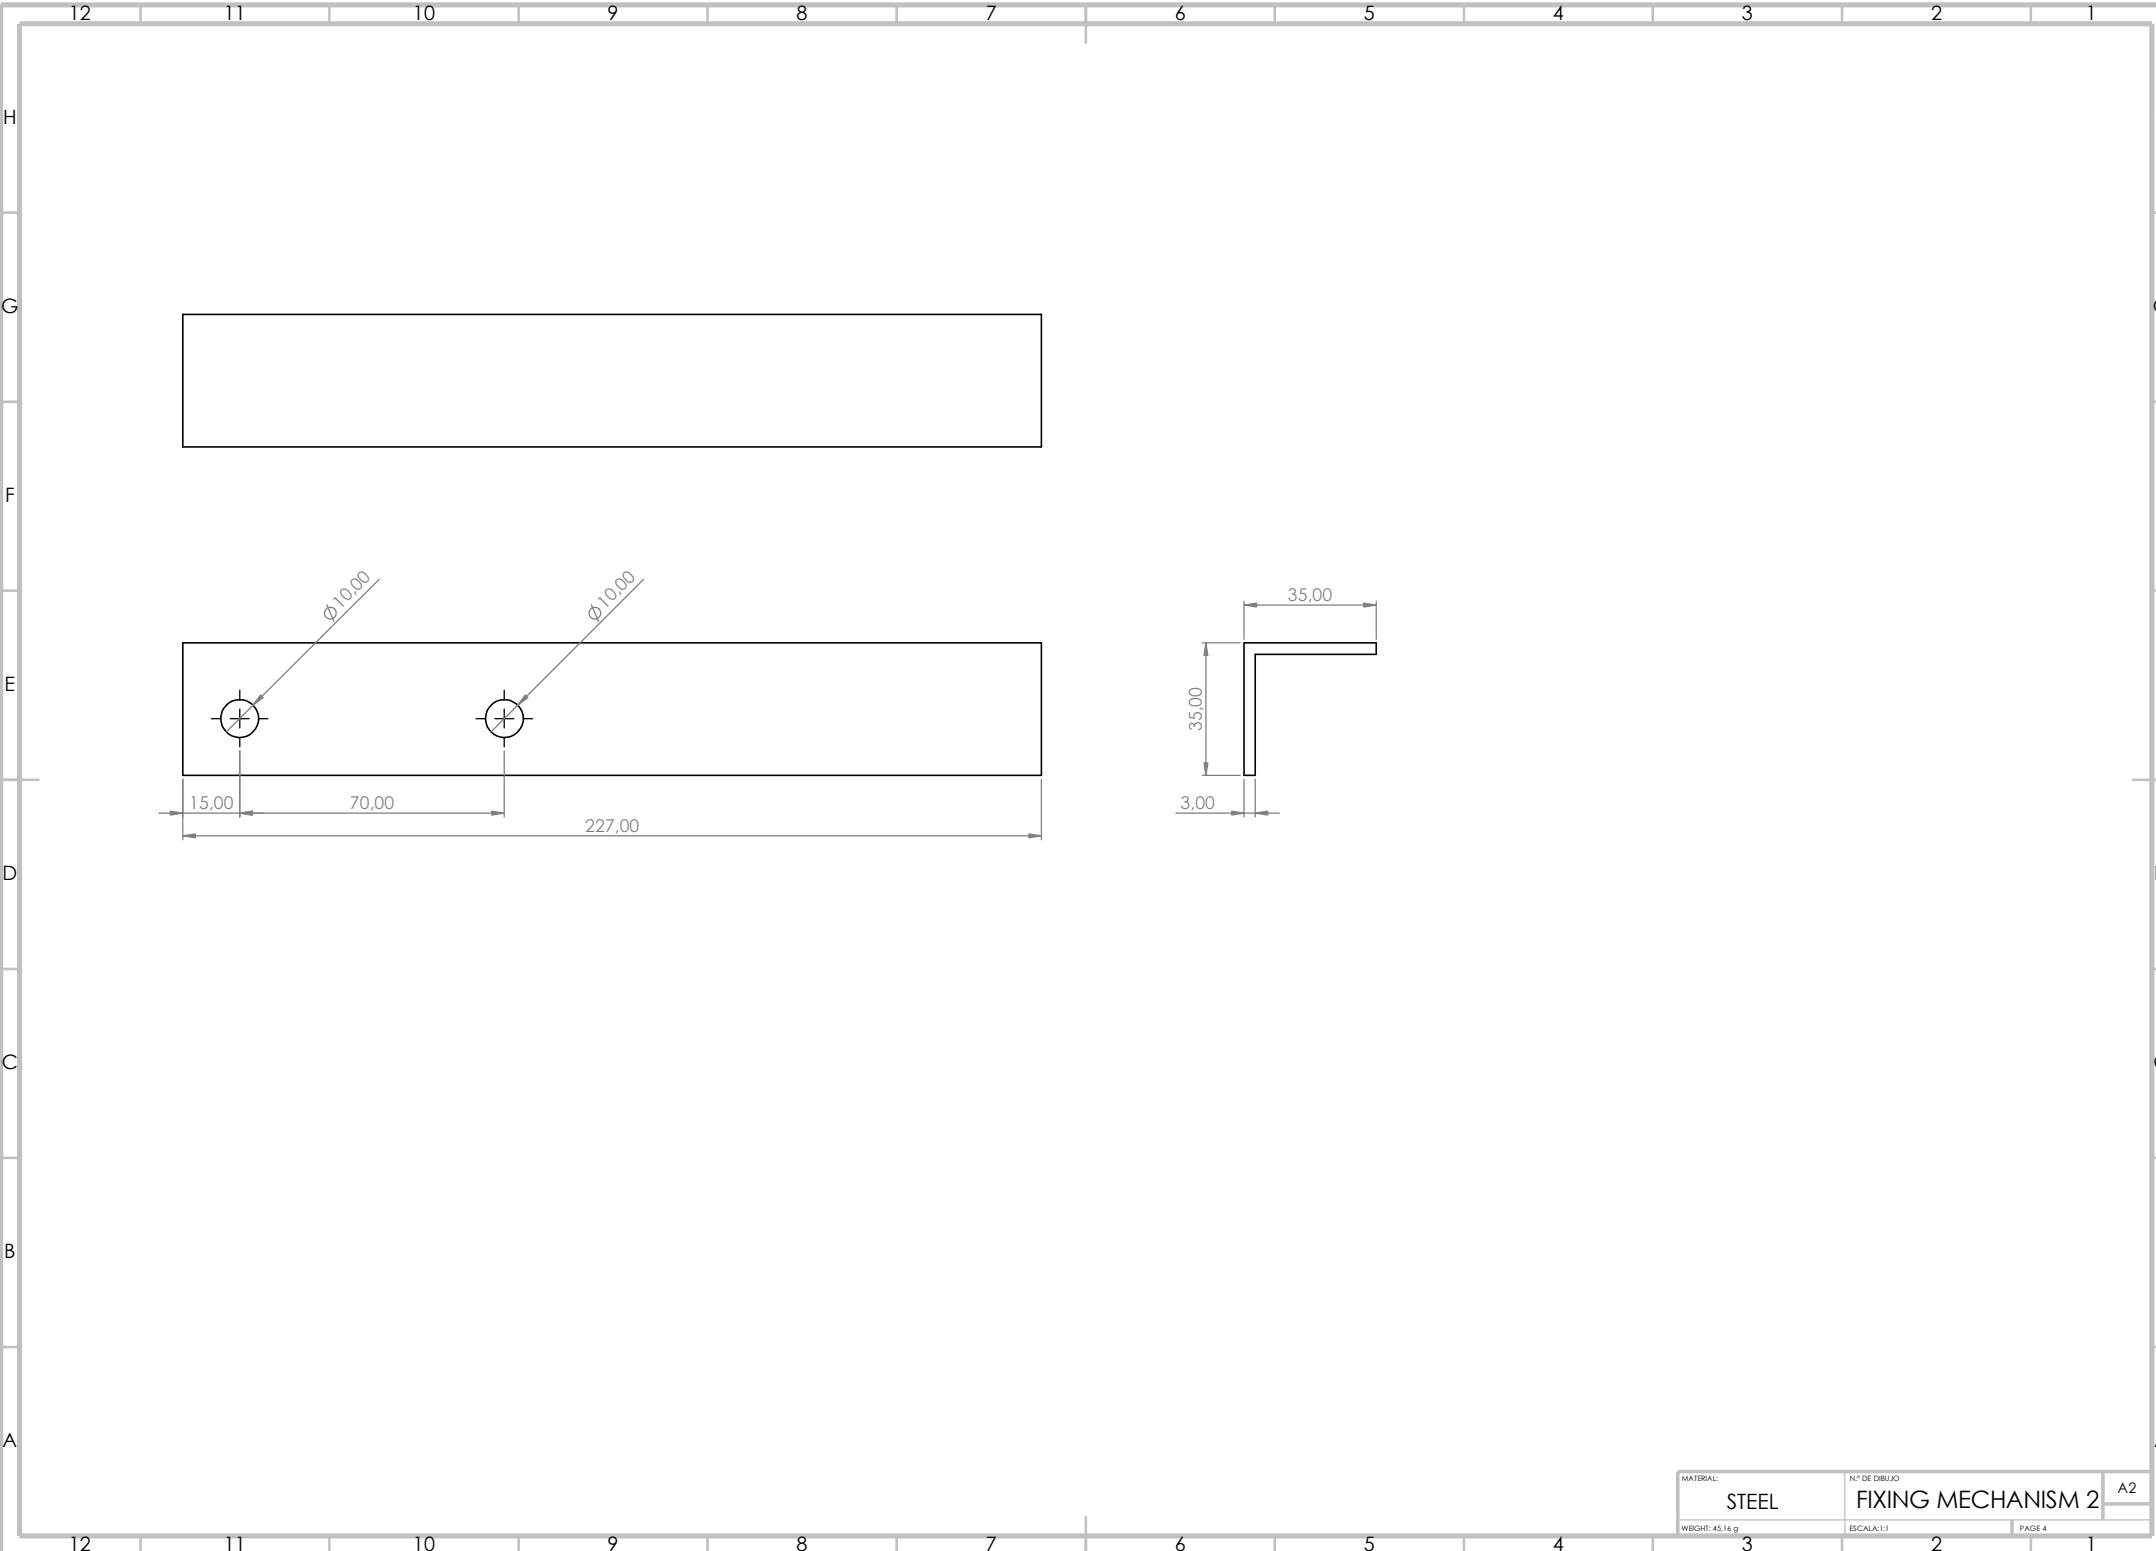 12 11 10 9 8 7 6 5 4 3 2 1
H
G
F
E
D
C
B
A
Ø10,00
Ø10,00
35,00
35,00
15,00
70,00
3,00
227,00
MATERIAL:
STEEL
N.º DE DIBUJO
FIXING MECHANISM 2
A2
WEIGHT: 45,16 g
ESCALA:1:1
PAGE 4
12 11 10 9 8 7 6 5 4 3 2 1